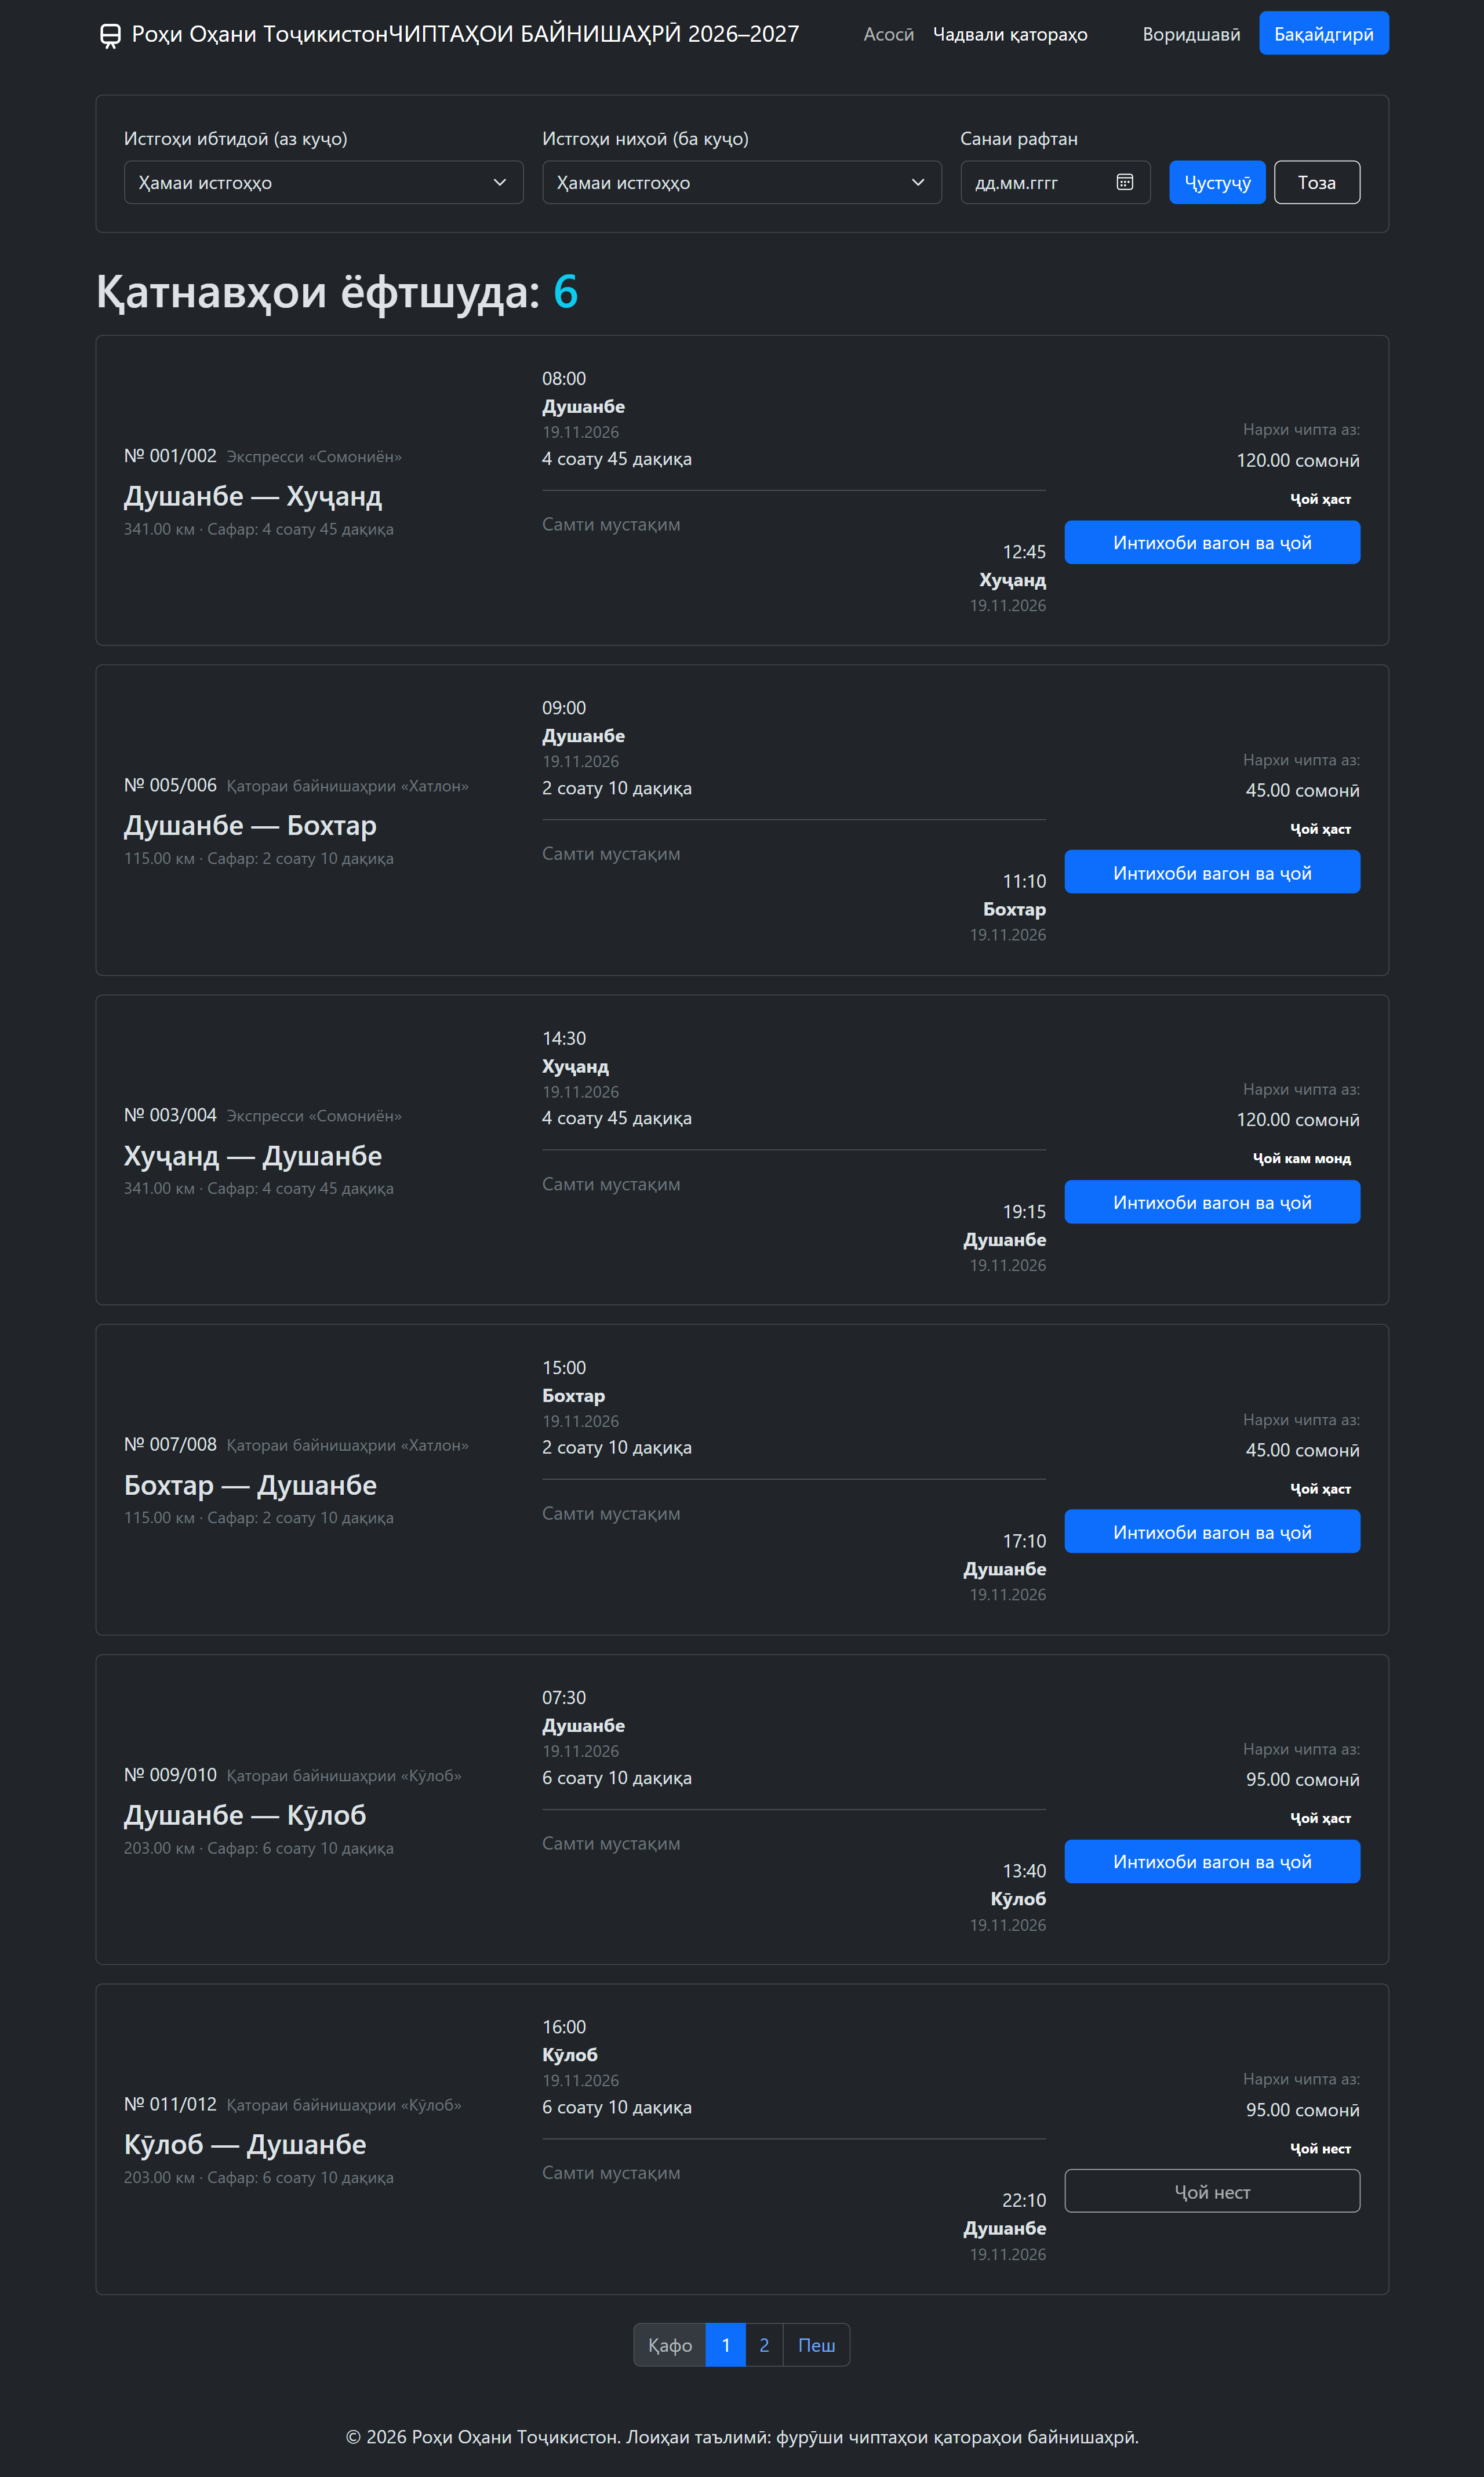 Роҳи Оҳани ТоҷикистонЧИПТАҲОИ БАЙНИШАҲРӢ 2026–2027
Асосӣ
Ҷадвали қатораҳо
Воридшавӣ
Бақайдгирӣ
Истгоҳи ибтидоӣ (аз куҷо)
Истгоҳи ниҳоӣ (ба куҷо)
Санаи рафтан
Ҳамаи истгоҳҳо
Ҳамаи истгоҳҳо
дд.мм.гггг
Ҷустуҷӯ
Тоза
Қатнавҳои ёфтшуда: 6
№ 001/002 Экспресси «Сомониён»
Душанбе — Хуҷанд
341.00 км · Сафар: 4 соату 45 дақиқа
08:00
Душанбе
19.11.2026
4 соату 45 дақиқа
Самти мустақим
12:45
Хуҷанд
19.11.2026
Нархи чипта аз:
120.00 сомонӣ
Ҷой ҳаст
Интихоби вагон ва ҷой
№ 005/006 Қатораи байнишаҳрии «Хатлон»
Душанбе — Бохтар
115.00 км · Сафар: 2 соату 10 дақиқа
09:00
Душанбе
19.11.2026
2 соату 10 дақиқа
Самти мустақим
11:10
Бохтар
19.11.2026
Нархи чипта аз:
45.00 сомонӣ
Ҷой ҳаст
Интихоби вагон ва ҷой
№ 003/004 Экспресси «Сомониён»
Хуҷанд — Душанбе
341.00 км · Сафар: 4 соату 45 дақиқа
14:30
Хуҷанд
19.11.2026
4 соату 45 дақиқа
Самти мустақим
19:15
Душанбе
19.11.2026
Нархи чипта аз:
120.00 сомонӣ
Ҷой кам монд
Интихоби вагон ва ҷой
№ 007/008 Қатораи байнишаҳрии «Хатлон»
Бохтар — Душанбе
115.00 км · Сафар: 2 соату 10 дақиқа
15:00
Бохтар
19.11.2026
2 соату 10 дақиқа
Самти мустақим
17:10
Душанбе
19.11.2026
Нархи чипта аз:
45.00 сомонӣ
Ҷой ҳаст
Интихоби вагон ва ҷой
№ 009/010 Қатораи байнишаҳрии «Кӯлоб»
Душанбе — Кӯлоб
203.00 км · Сафар: 6 соату 10 дақиқа
07:30
Душанбе
19.11.2026
6 соату 10 дақиқа
Самти мустақим
13:40
Кӯлоб
19.11.2026
Нархи чипта аз:
95.00 сомонӣ
Ҷой ҳаст
Интихоби вагон ва ҷой
№ 011/012 Қатораи байнишаҳрии «Кӯлоб»
Кӯлоб — Душанбе
203.00 км · Сафар: 6 соату 10 дақиқа
16:00
Кӯлоб
19.11.2026
6 соату 10 дақиқа
Самти мустақим
22:10
Душанбе
19.11.2026
Нархи чипта аз:
95.00 сомонӣ
Ҷой нест
Ҷой нест
Қафо 1 2 Пеш
© 2026 Роҳи Оҳани Тоҷикистон. Лоиҳаи таълимӣ: фурӯши чиптаҳои қатораҳои байнишаҳрӣ.